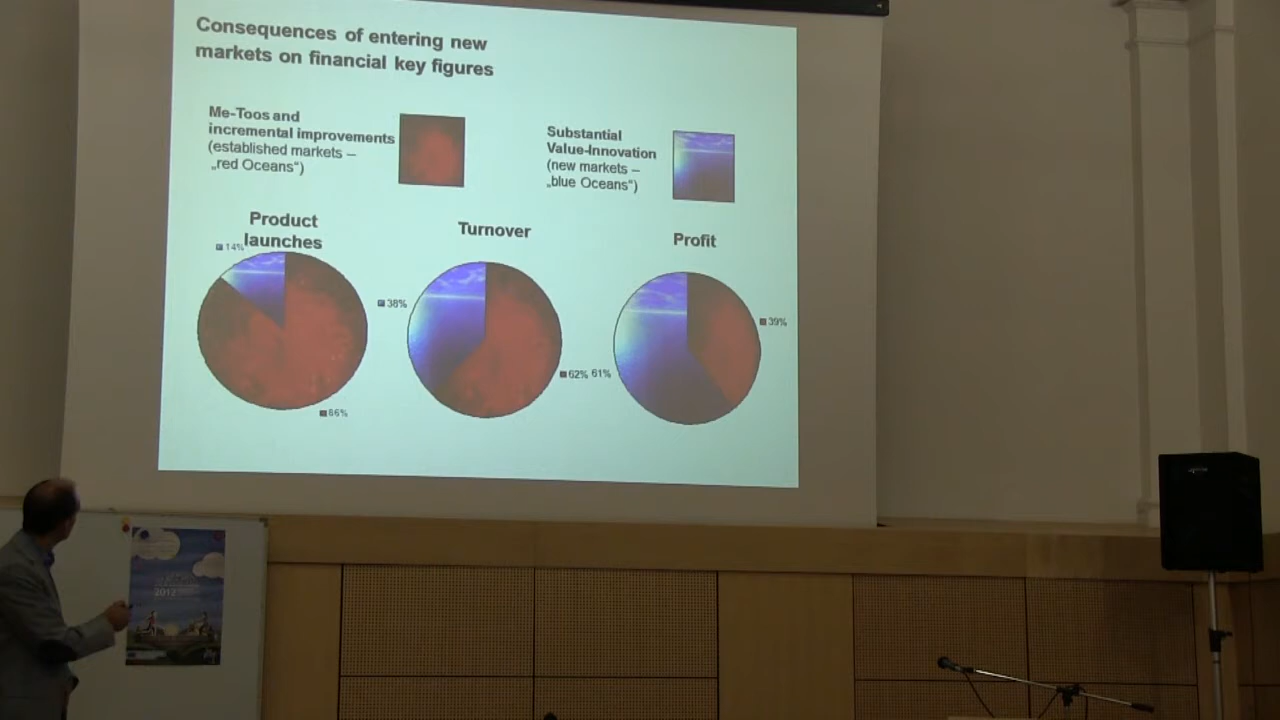 Consequences of entering new
markets on financial key figures
Me-Toos and
incremental improvements
(established markets –
„red Oceans“)
Substantial
Value-Innovation
(new markets –
„blue Oceans“)
Product
launches
Turnover
Profit
14%
86%
38%
62%
61%
39%
2012